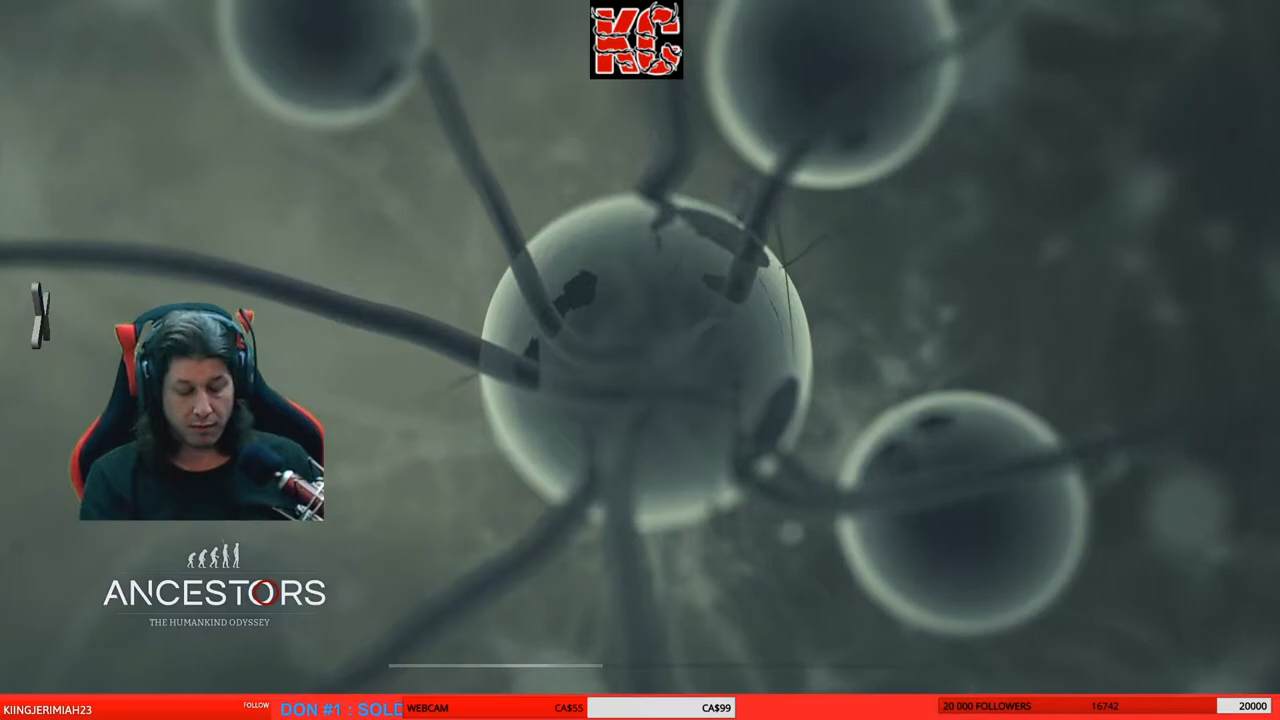 KC
ANCESTORS
THE HUMANKIND ODYSSEY
KIINGJERIMIAH23
FOLLOW
DON #1 : SOLD
WEBCAM
CA$55
CA$99
20 000 FOLLOWERS
16742
20000